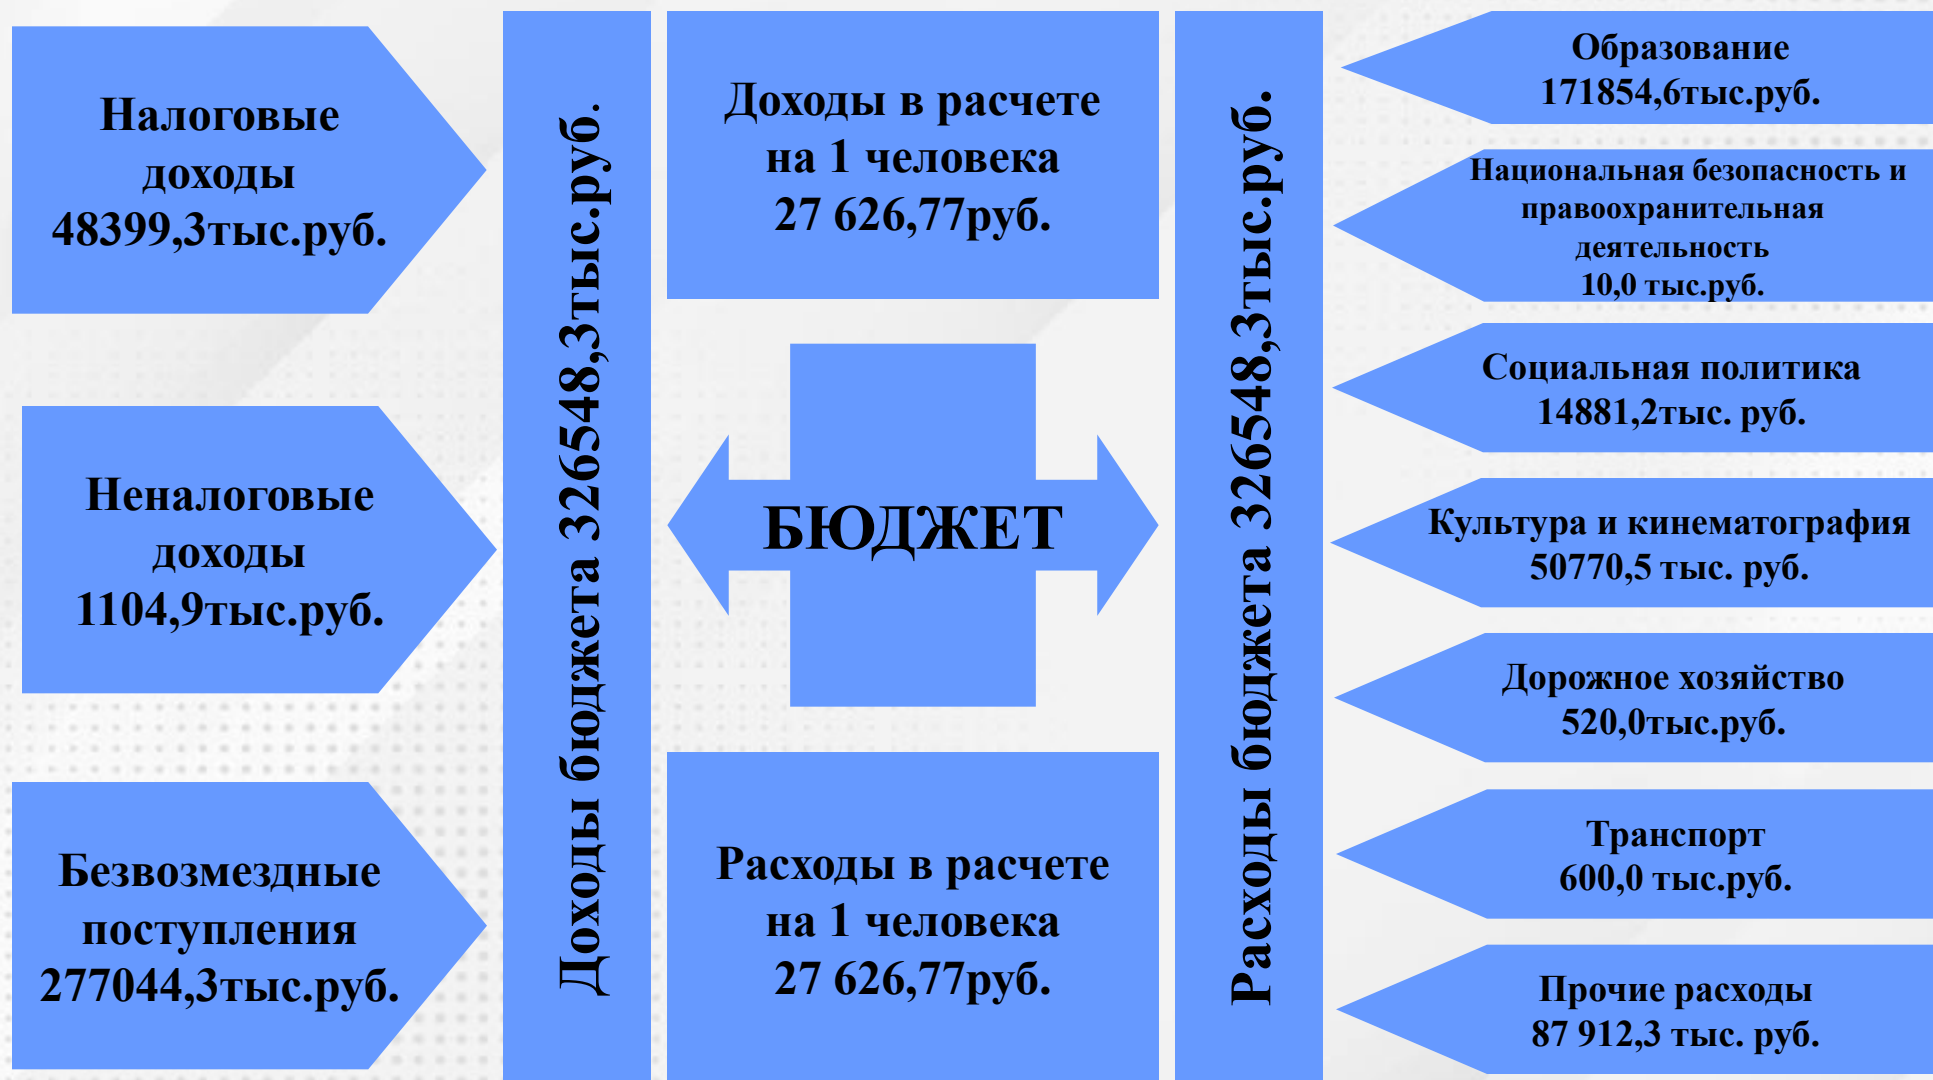 Налоговые
доходы
48399,3тыс.руб.
Неналоговые
доходы
1104,9тыс.руб.
Безвозмездные
поступления
277044,3тыс.руб.
Доходы бюджета 326548,3тыс.руб.
Доходы в расчете
на 1 человека
27 626,77руб.
БЮДЖЕТ
Расходы в расчете
на 1 человека
27 626,77руб.
Расходы бюджета 326548,3тыс.руб.
Образование
171854,6тыс.руб.
Национальная безопасность и
правоохранительная
деятельность
10,0 тыс.руб.
Социальная политика
14881,2тыс. руб.
Культура и кинематография
50770,5 тыс. руб.
Дорожное хозяйство
520,0тыс.руб.
Транспорт
600,0 тыс.руб.
Прочие расходы
87 912,3 тыс. руб.